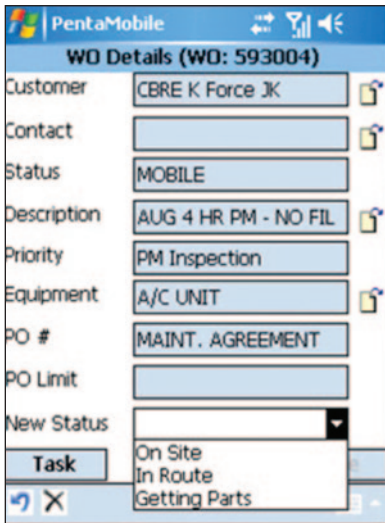 PentaMobile
WO Details (WO: 593004)
Customer CBRE K Force JK
Contact
Status MOBILE
Description AUG 4 HR PM - NO FIL
Priority PM Inspection
Equipment A/C UNIT
PO # MAINT. AGREEMENT
PO Limit
New Status
Task
On Site
In Route
Getting Parts